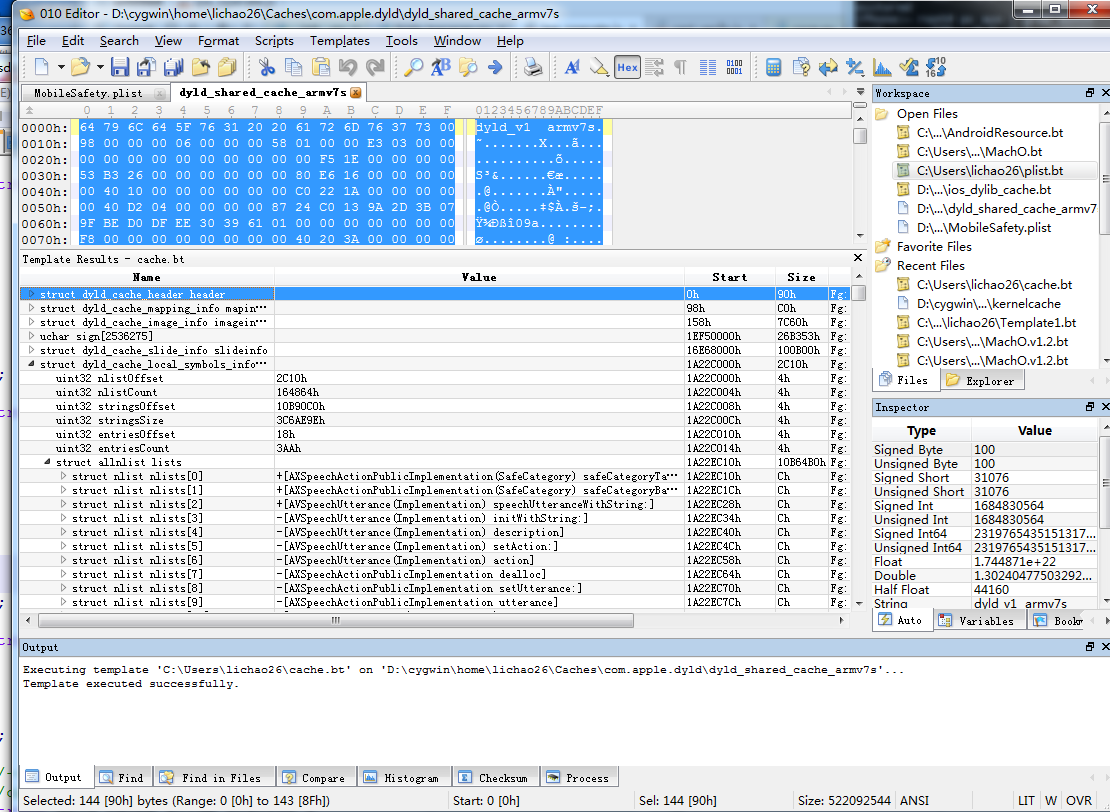 010 Editor - D:\cygwin\home\lichao26\Caches\com.apple.dyld\dyld_shared_cache_armv7s
File Edit Search View Format Scripts Templates Tools Window Help
Hex
MobileSafety.plist dyld_shared_cache_armv7s
0 1 2 3 4 5 6 7 8 9 A B C D E F 0123456789ABCDEF
0000h: 64 79 6C 64 5F 76 31 20 20 61 72 6D 76 37 73 00 dyld_v1  armv7s.
0010h: 98 00 00 00 06 00 00 00 58 01 00 00 E3 03 00 00 ˜.......X...ã...
0020h: 00 00 00 00 00 00 00 00 00 00 F5 1E 00 00 00 00 ..........õ.....
0030h: 53 B3 26 00 00 00 00 00 00 80 E6 16 00 00 00 00 S³&......€æ.....
0040h: 00 40 10 00 00 00 00 00 00 C0 22 1A 00 00 00 00 .@.......À".....
0050h: 00 40 D2 04 00 00 00 00 87 24 C0 13 9A 2D 3B 07 .@Ò.....‡$À.š-;.
0060h: 9F BE D0 DF EE 30 39 61 01 00 00 00 00 00 00 00 Ÿ¾Ðßî09a........
0070h: F8 00 00 00 00 00 00 00 00 40 20 3A 00 00 00 00 ø........@ :....
Template Results - cache.bt
Name Value Start Size
struct dyld_cache_header header 0h 90h Fg:
struct dyld_cache_mapping_info mapin... 98h C0h Fg:
struct dyld_cache_image_info imagein... 158h 7C60h Fg:
uchar sign[2536275] 1EF50000h 26B353h Fg:
struct dyld_cache_slide_info slideinfo 16E68000h 100B00h Fg:
struct dyld_cache_local_symbols_info... 1A22C000h 2C10h Fg:
uint32 nlistOffset 2C10h 1A22C000h 4h Fg:
uint32 nlistCount 164864h 1A22C004h 4h Fg:
uint32 stringsOffset 10B90C0h 1A22C008h 4h Fg:
uint32 stringsSize 3C6AE9Eh 1A22C00Ch 4h Fg:
uint32 entriesOffset 18h 1A22C010h 4h Fg:
uint32 entriesCount 3AAh 1A22C014h 4h Fg:
struct allnlist lists 1A22EC10h 10B64B0h Fg:
struct nlist nlists[0] +[AXSpeechActionPublicImplementation(SafeCategory) safeCategoryTa... 1A22EC10h Ch Fg:
struct nlist nlists[1] +[AXSpeechActionPublicImplementation(SafeCategory) safeCategoryBa... 1A22EC1Ch Ch Fg:
struct nlist nlists[2] +[AVSpeechUtterance(Implementation) speechUtteranceWithString:] 1A22EC28h Ch Fg:
struct nlist nlists[3] -[AVSpeechUtterance(Implementation) initWithString:] 1A22EC34h Ch Fg:
struct nlist nlists[4] -[AVSpeechUtterance(Implementation) description] 1A22EC40h Ch Fg:
struct nlist nlists[5] -[AVSpeechUtterance(Implementation) setAction:] 1A22EC4Ch Ch Fg:
struct nlist nlists[6] -[AVSpeechUtterance(Implementation) action] 1A22EC58h Ch Fg:
struct nlist nlists[7] -[AXSpeechActionPublicImplementation dealloc] 1A22EC64h Ch Fg:
struct nlist nlists[8] -[AXSpeechActionPublicImplementation setUtterance:] 1A22EC70h Ch Fg:
struct nlist nlists[9] -[AXSpeechActionPublicImplementation utterance] 1A22EC7Ch Ch Fg:
Workspace
Open Files
C:\...\AndroidResource.bt
C:\Users\...\MachO.bt
C:\Users\lichao26\plist.bt
D:\...\ios_dylib_cache.bt
D:\...\dyld_shared_cache_armv7
D:\...\MobileSafety.plist
Favorite Files
Recent Files
C:\Users\lichao26\cache.bt
D:\cygwin\...\kernelcache
C:\...\lichao26\Template1.bt
C:\Users\...\MachO.v1.2.bt
C:\Users\...\MachO.v1.2.bt
Files Explorer
Inspector
Type Value
Signed Byte 100
Unsigned Byte 100
Signed Short 31076
Unsigned Short 31076
Signed Int 1684830564
Unsigned Int 1684830564
Signed Int64 2319765435151317...
Unsigned Int64 2319765435151317...
Float 1.744871e+22
Double 1.30240477503292...
Half Float 44160
String dyld_v1 armv7s
Auto Variables Bookm
Output
Executing template 'C:\Users\lichao26\cache.bt' on 'D:\cygwin\home\lichao26\Caches\com.apple.dyld\dyld_shared_cache_armv7s'...
Template executed successfully.
Output Find Find in Files Compare Histogram Checksum Process
Selected: 144 [90h] bytes (Range: 0 [0h] to 143 [8Fh]) Start: 0 [0h] Sel: 144 [90h] Size: 522092544 ANSI LIT W OVR